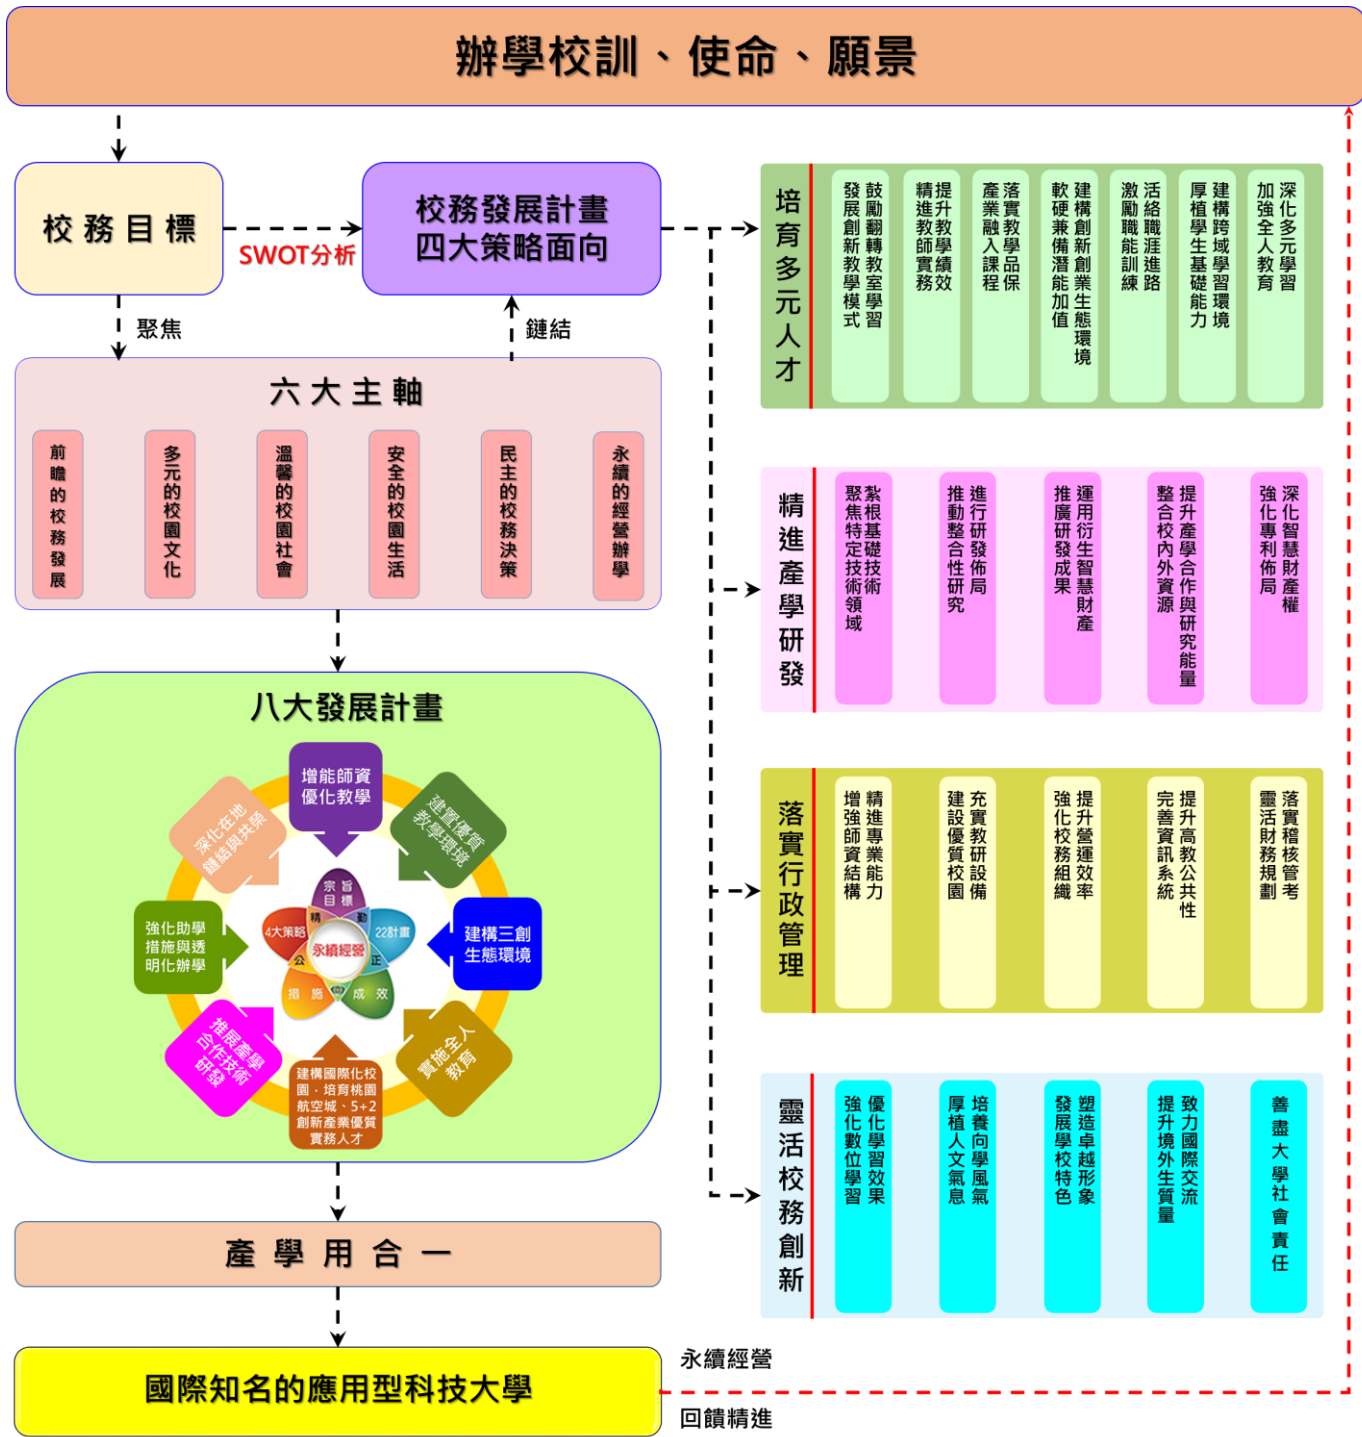 辦學校訓、使命、願景
校務目標
SWOT分析
校務發展計畫
四大策略面向
聚焦
鏈結
六大主軸
前瞻的校務發展
多元的校園文化
溫馨的校園社會
安全的校園生活
民主的校務決策
永續的經營辦學
八大發展計畫
增能師資
優化教學
建置優質
教學環境
建構三創
生態環境
實施全人
教育
建構國際化校
園．培育桃園
航空城、5+2
創新產業優質
實務人才
推展產學
合作技術
研發
強化助學
措施與透
明化辦學
深化在地
鏈結與共榮
宗旨
目標
22計畫
成效
措施
4大策略
精
勤
正
公
永續經營
產學用合一
國際知名的應用型科技大學
永續經營
回饋精進
培育多元人才
鼓勵翻轉教室學習
發展創新教學模式
提升教學績效
精進教師實務
落實教學品保
產業融入課程
建構創新創業生態環境
軟硬兼備潛能加值
活絡職涯進路
激勵職能訓練
建構跨域學習環境
厚植學生基礎能力
深化多元學習
加強全人教育
精進產學研發
紮根基礎技術
聚焦特定技術領域
進行研發佈局
推動整合性研究
運用衍生智慧財產
推廣研發成果
提升產學合作與研究能量
整合校內外資源
深化智慧財產權
強化專利佈局
落實行政管理
精進專業能力
增強師資結構
充實教研設備
建設優質校園
提升營運效率
強化校務組織
提升高教公共性
完善資訊系統
落實稽核管考
靈活財務規劃
靈活校務創新
優化學習效果
強化數位學習
培養向學風氣
厚植人文氣息
塑造卓越形象
發展學校特色
致力國際交流
提升境外生質量
善盡大學社會責任